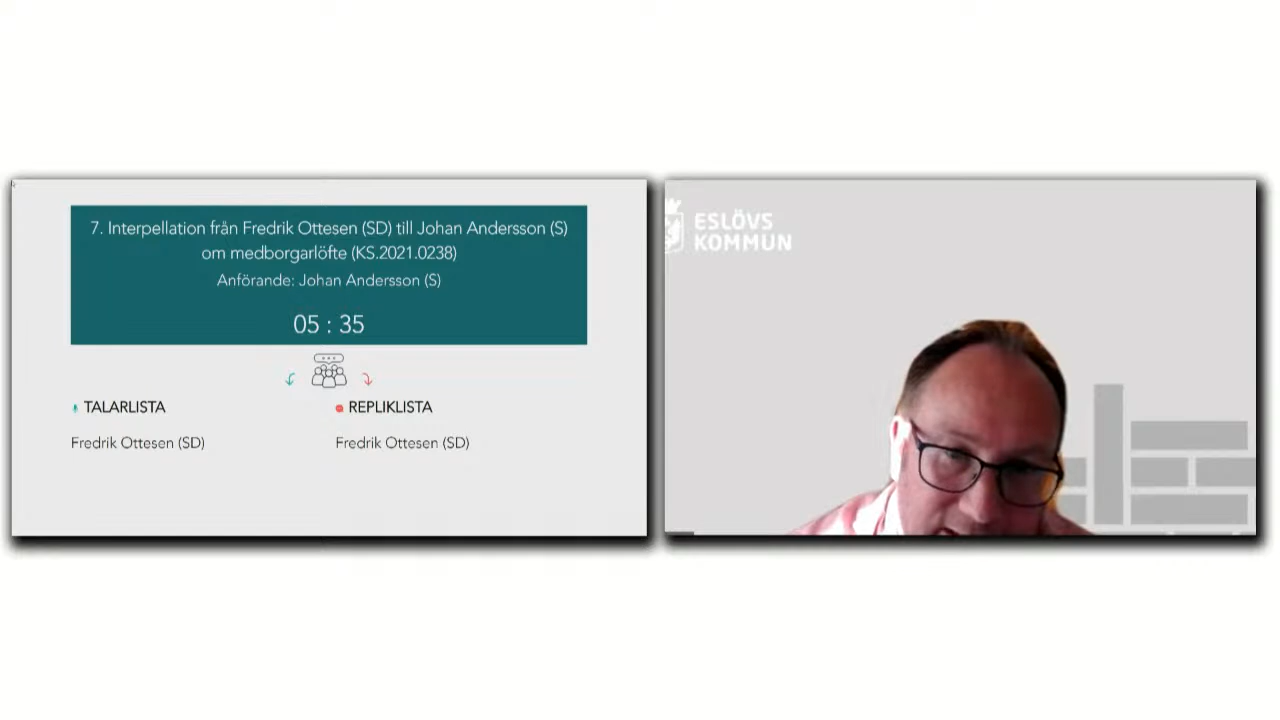 7. Interpellation från Fredrik Ottesen (SD) till Johan Andersson (S)
om medborgarlöfte (KS.2021.0238)
Anförande: Johan Andersson (S)
05 : 35
TALARLISTA
Fredrik Ottesen (SD)
REPLIKLISTA
Fredrik Ottesen (SD)
ESLÖVS
KOMMUN